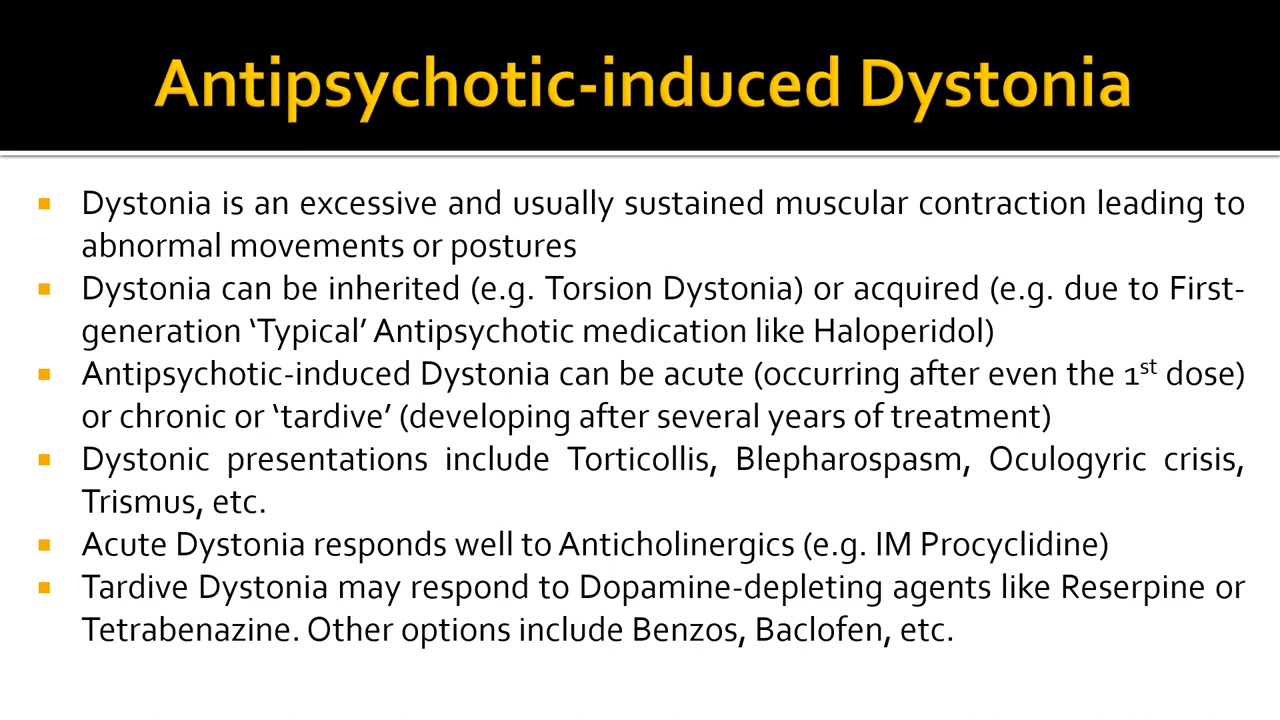 Antipsychotic-induced Dystonia
Dystonia is an excessive and usually sustained muscular contraction leading to
abnormal movements or postures
Dystonia can be inherited (e.g. Torsion Dystonia) or acquired (e.g. due to First-
generation ‘Typical’ Antipsychotic medication like Haloperidol)
Antipsychotic-induced Dystonia can be acute (occurring after even the 1st dose)
or chronic or ‘tardive’ (developing after several years of treatment)
Dystonic presentations include Torticollis, Blepharospasm, Oculogyric crisis,
Trismus, etc.
Acute Dystonia responds well to Anticholinergics (e.g. IM Procyclidine)
Tardive Dystonia may respond to Dopamine-depleting agents like Reserpine or
Tetrabenazine. Other options include Benzos, Baclofen, etc.